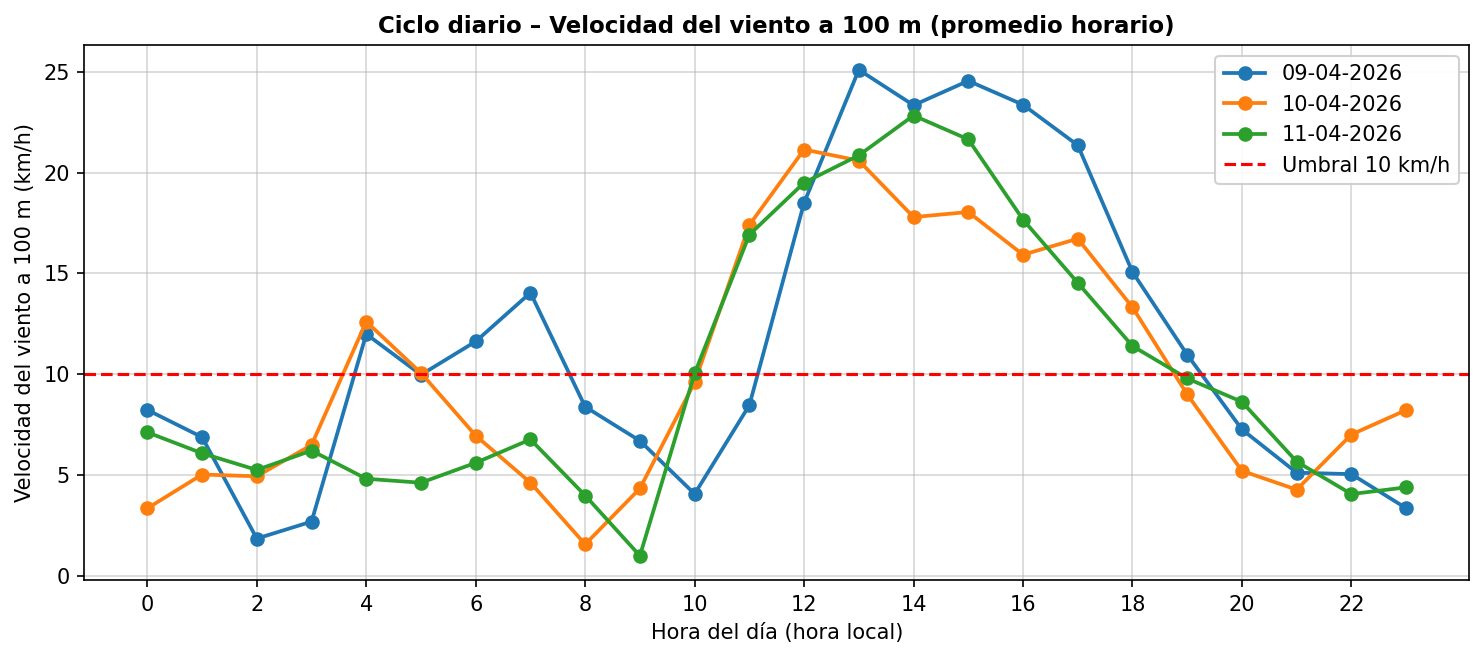 Ciclo diario – Velocidad del viento a 100 m (promedio horario)
Velocidad del viento a 100 m (km/h)
25
20
15
10
5
0
09-04-2026
10-04-2026
11-04-2026
Umbral 10 km/h
0 2 4 6 8 10 12 14 16 18 20 22
Hora del día (hora local)